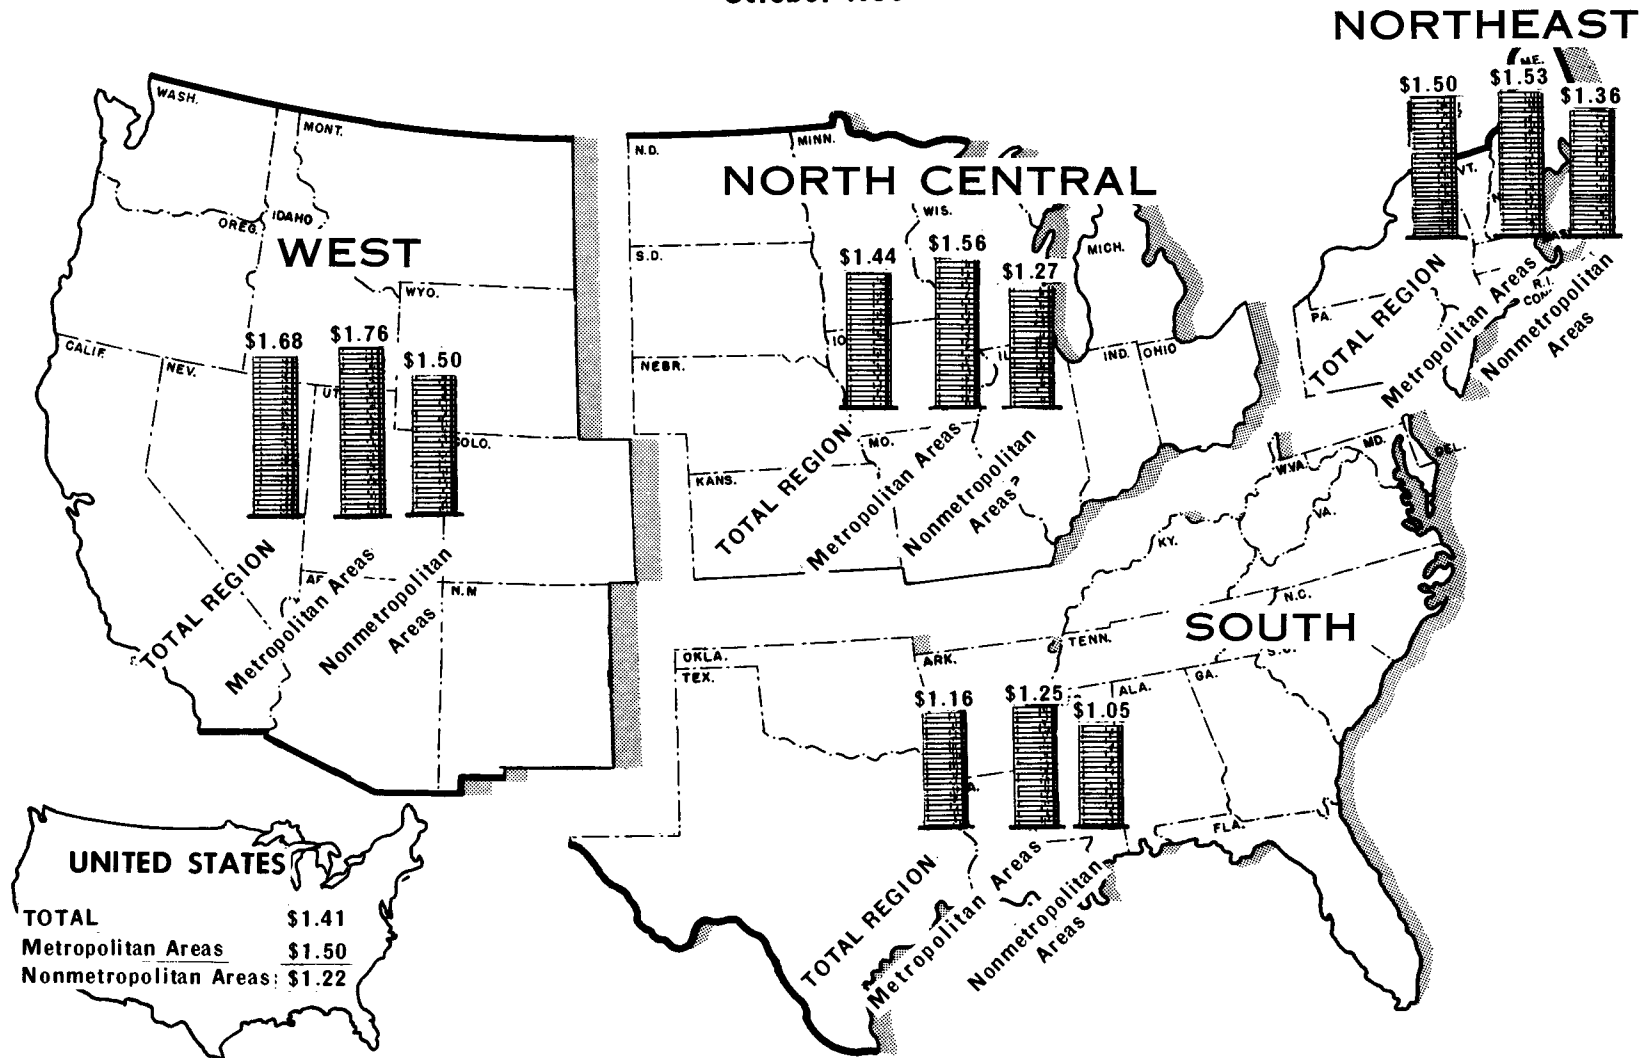 NORTHEAST
$1.50
$1.53
$1.36
ME.
VT.
PA.
R.I.
TOTAL REGION
Metropolitan Areas
Nonmetropolitan
Areas
NORTH CENTRAL
N.D.
MINN.
WIS.
MICH.
S.D.
NEBR.
IND.
OHIO
KANS.
MO.
$1.44
$1.56
$1.27
TOTAL REGION
Metropolitan Areas
Nonmetropolitan
Areas
WEST
WASH.
MONT.
OREG.
IDAHO
WYO.
CALIF.
NEV.
N.M
$1.68
$1.76
$1.50
TOTAL REGION
Metropolitan Areas
Nonmetropolitan
Areas
SOUTH
MD.
DEL.
W.VA.
VA.
KY.
N.C.
TENN.
S.C.
OKLA.
TEX.
ARK.
ALA.
GA.
FLA.
$1.16
$1.25
$1.05
TOTAL REGION
Metropolitan Areas
Nonmetropolitan
Areas
UNITED STATES
TOTAL $1.41
Metropolitan Areas $1.50
Nonmetropolitan Areas $1.22